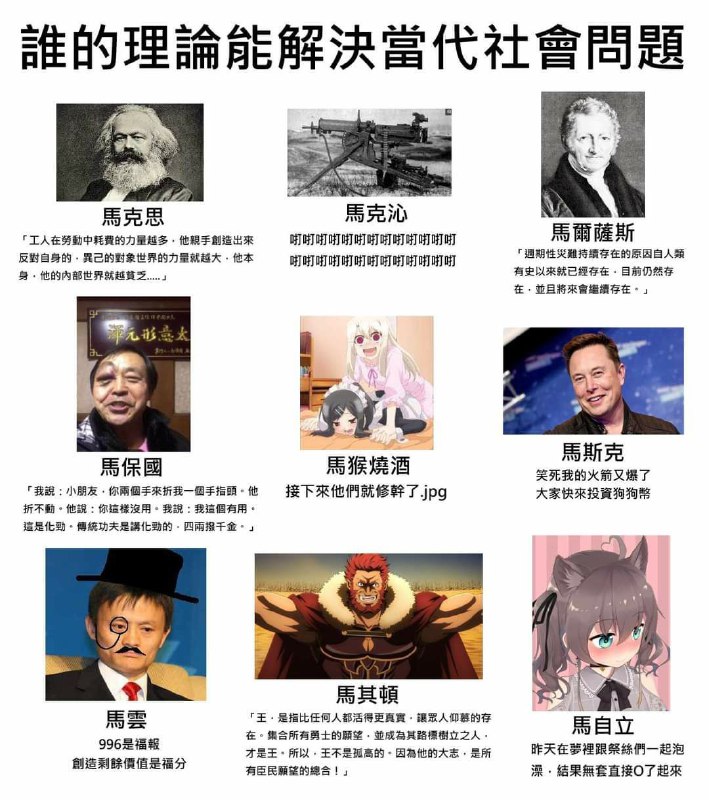 誰的理論能解決當代社會問題
馬克思
「工人在勞動中耗費的力量越多，他親手創造出來
反對自身的，異己的對象世界的力量就越大，他本
身，他的內部世界就越貧乏.....」
馬克沁
叮叮叮叮叮叮叮叮叮叮叮叮叮
叮叮叮叮叮叮叮叮叮叮叮叮叮
馬爾薩斯
「週期性災難持續存在的原因自人類
有史以來就已經存在，目前仍然存
在，並且將來會繼續存在。」
渾元形意太
馬保國
「我說：小朋友，你兩個手來折我一個手指頭。他
折不動。他說：你這樣沒用。我說：我這個有用。
這是化勁。傳統功夫是講化勁的，四兩撥千金。」
馬猴燒酒
接下來他們就修幹了.jpg
馬斯克
笑死我的火箭又爆了
大家快來投資狗狗幣
馬雲
996是福報
創造剩餘價值是福分
馬其頓
「王，是指比任何人都活得更真實，讓眾人仰慕的存
在。集合所有勇士的願望，並成為其路標樹立之人，
才是王。所以，王不是孤高的。因為他的大志，是所
有臣民願望的總合！」
馬自立
昨天在夢裡跟祭絲們一起泡
澡，結果無套直接O了起來